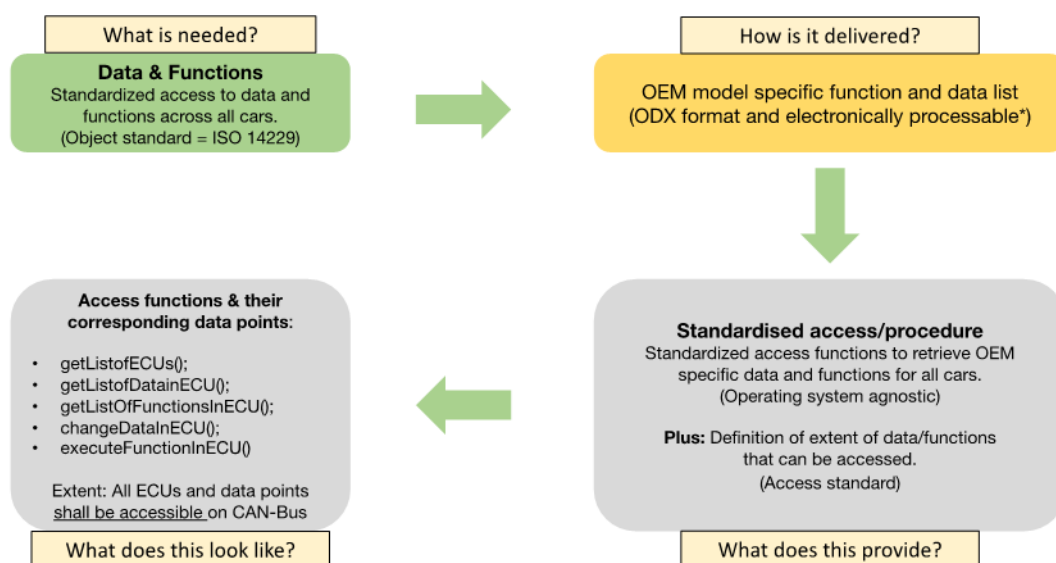 What is needed?
Data & Functions
Standardized access to data and
functions across all cars.
(Object standard = ISO 14229)
How is it delivered?
OEM model specific function and data list
(ODX format and electronically processable*)
Standardised access/procedure
Standardized access functions to retrieve OEM
specific data and functions for all cars.
(Operating system agnostic)
Plus: Definition of extent of data/functions
that can be accessed.
(Access standard)
What does this provide?
Access functions & their
corresponding data points:
• getListofECUs();
• getListofDatainECU();
• getListOfFunctionsInECU();
• changeDataInECU();
• executeFunctionInECU()
Extent: All ECUs and data points
shall be accessible on CAN-Bus
What does this look like?